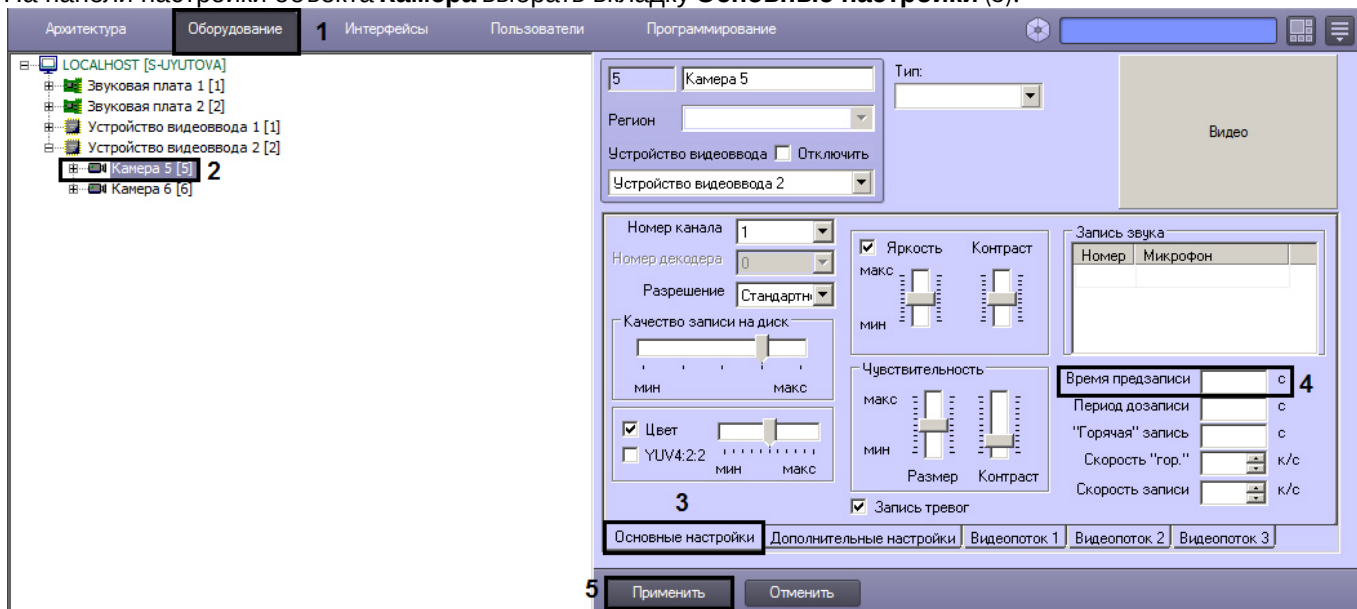 На панели настройки объекта Камера выбрать вкладку Основные настройки (3).
Архитектура Оборудование 1 Интерфейсы Пользователи Программирование
LOCALHOST [S-UYUTOVA]
Звуковая плата 1 [1]
Звуковая плата 2 [2]
Устройство видеоввода 1 [1]
Устройство видеоввода 2 [2]
Камера 5 [5] 2
Камера 6 [6]
5 Камера 5
Тип:
Регион
Устройство видеоввода Отключить
Устройство видеоввода 2
Видео
Номер канала 1
Номер декодера 0
Разрешение Стандартн
Качество записи на диск
мин макс
Цвет
YUV4:2:2
мин макс
Яркость Контраст
макс
мин
Чувствительность
макс
мин
Размер Контраст
Запись тревог
Запись звука
Номер Микрофон
Время предзаписи с 4
Период дозаписи с
"Горячая" запись с
Скорость "гор." к/с
Скорость записи к/с
3
Основные настройки Дополнительные настройки Видеопоток 1 Видеопоток 2 Видеопоток 3
5 Применить Отменить